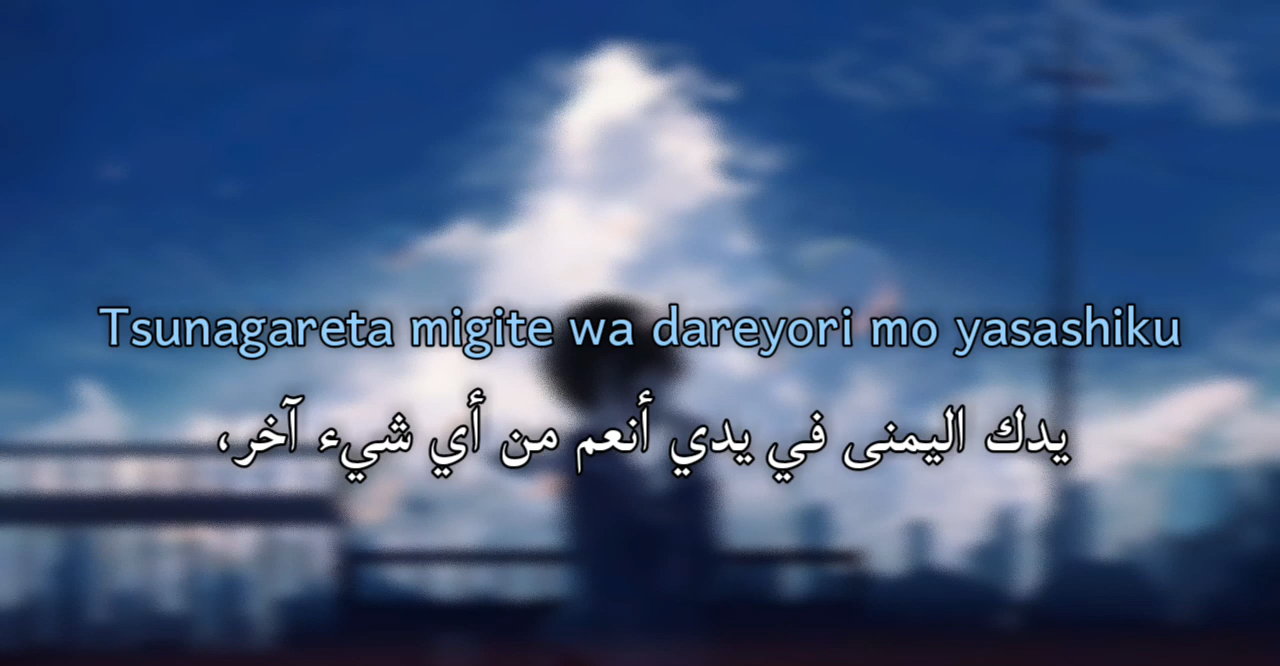 Tsunagareta migite wa dareyori mo yasashiku
يدك اليمنى في يدي أنعم من أي شيء آخر،